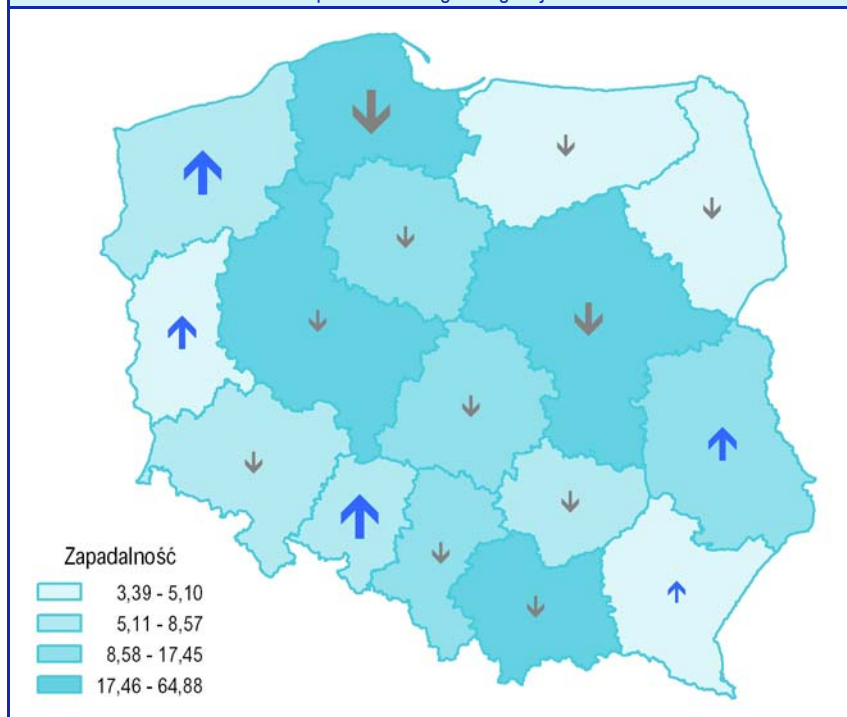 Zapadalność
3,39 - 5,10
5,11 - 8,57
8,58 - 17,45
17,46 - 64,88